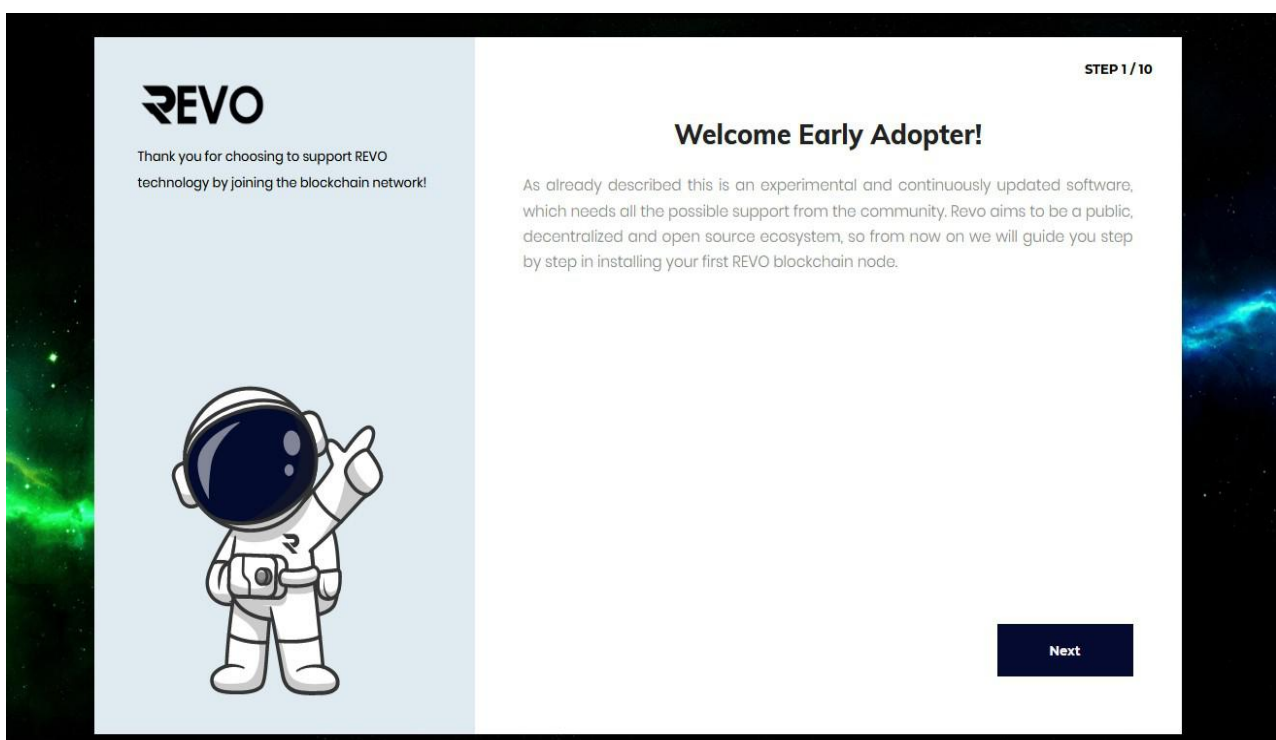 REVO
Thank you for choosing to support REVO
technology by joining the blockchain network!
STEP 1 / 10
Welcome Early Adopter!
As already described this is an experimental and continuously updated software,
which needs all the possible support from the community. Revo aims to be a public,
decentralized and open source ecosystem, so from now on we will guide you step
by step in installing your first REVO blockchain node.
Next